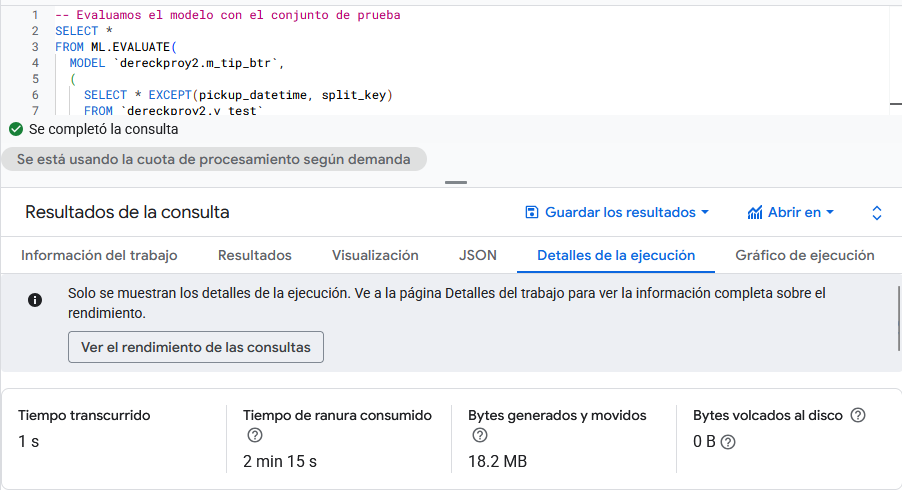 1 -- Evaluamos el modelo con el conjunto de prueba
2 SELECT *
3 FROM ML.EVALUATE(
4 MODEL `dereckproy2.m_tip_btr`,
5 (
6 SELECT * EXCEPT(pickup_datetime, split_key)
7 FROM `dereckproy2.v_test`
Se completó la consulta
Se está usando la cuota de procesamiento según demanda
Resultados de la consulta
Guardar los resultados
Abrir en
Información del trabajo
Resultados
Visualización
JSON
Detalles de la ejecución
Gráfico de ejecución
Solo se muestran los detalles de la ejecución. Ve a la página Detalles del trabajo para ver la información completa sobre el
rendimiento.
Ver el rendimiento de las consultas
Tiempo transcurrido
1 s
Tiempo de ranura consumido
2 min 15 s
Bytes generados y movidos
18.2 MB
Bytes volcados al disco
0 B